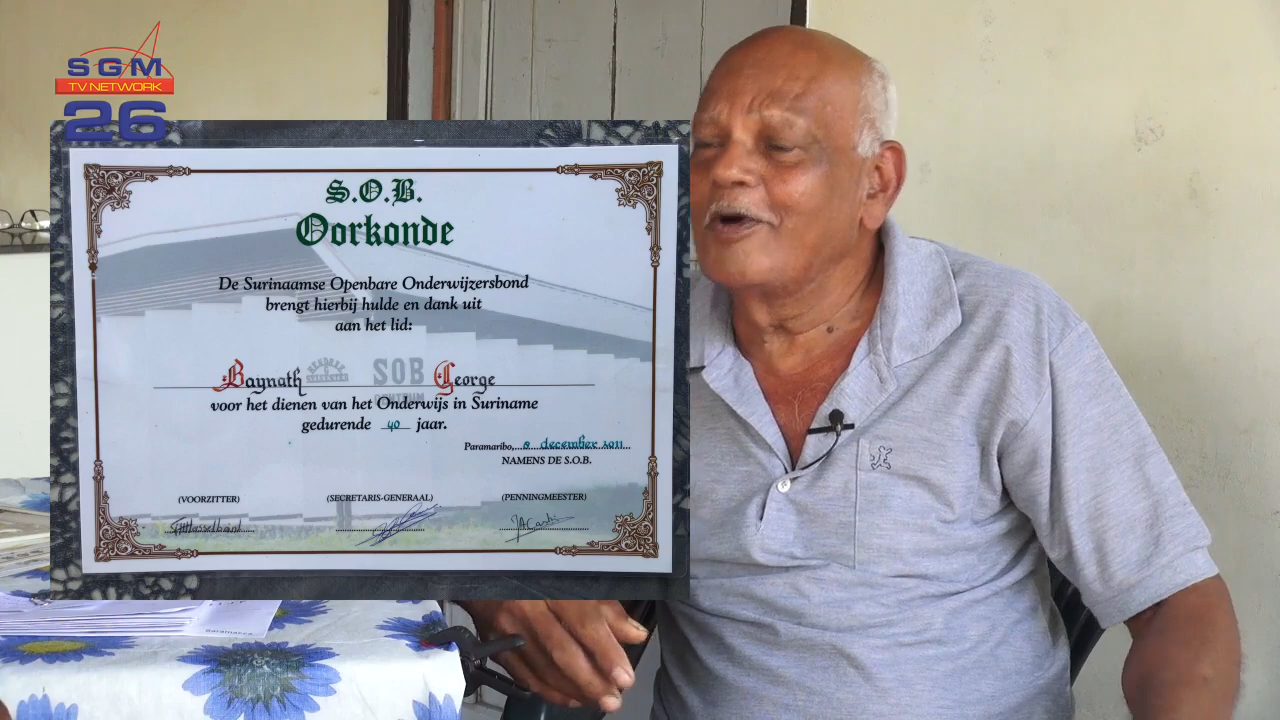 SGM
TV NETWORK
26
S.O.B.
Oorkonde
De Surinaamse Openbare Onderwijzersbond
brengt hierbij hulde en dank uit
aan het lid:
SOB
CENTRUM
Baynath George
voor het dienen van het Onderwijs in Suriname
gedurende 40 jaar.
Paramaribo,...8 december 2011...
NAMENS DE S.O.B.
(VOORZITTER) (SECRETARIS-GENERAAL) (PENNINGMEESTER)